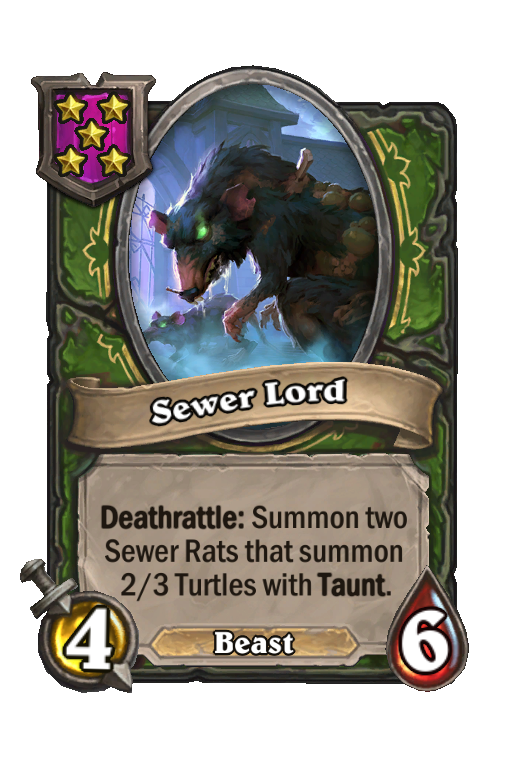 Sewer Lord
Deathrattle: Summon two
Sewer Rats that summon
2/3 Turtles with Taunt.
4
Beast
6